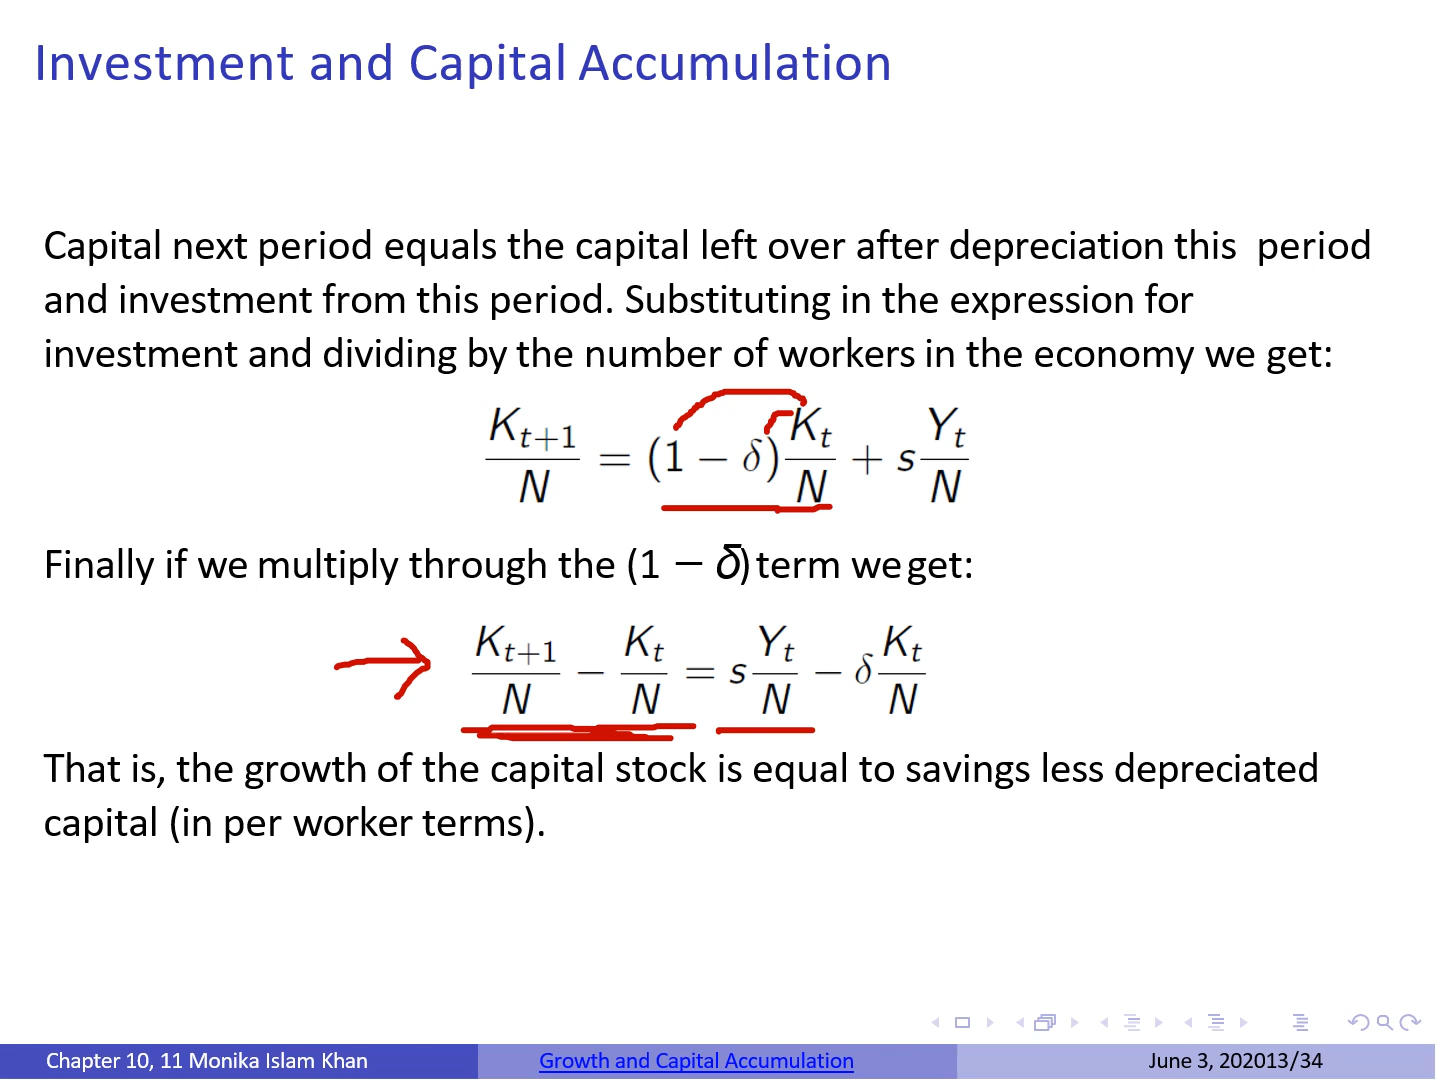 Investment and Capital Accumulation
Capital next period equals the capital left over after depreciation this period
and investment from this period. Substituting in the expression for
investment and dividing by the number of workers in the economy we get:
K_{t+1}/N = (1 − δ) K_t/N + s Y_t/N
Finally if we multiply through the (1 − δ) term we get:
K_{t+1}/N − K_t/N = s Y_t/N − δ K_t/N
That is, the growth of the capital stock is equal to savings less depreciated
capital (in per worker terms).
Chapter 10, 11 Monika Islam Khan Growth and Capital Accumulation June 3, 202013/34